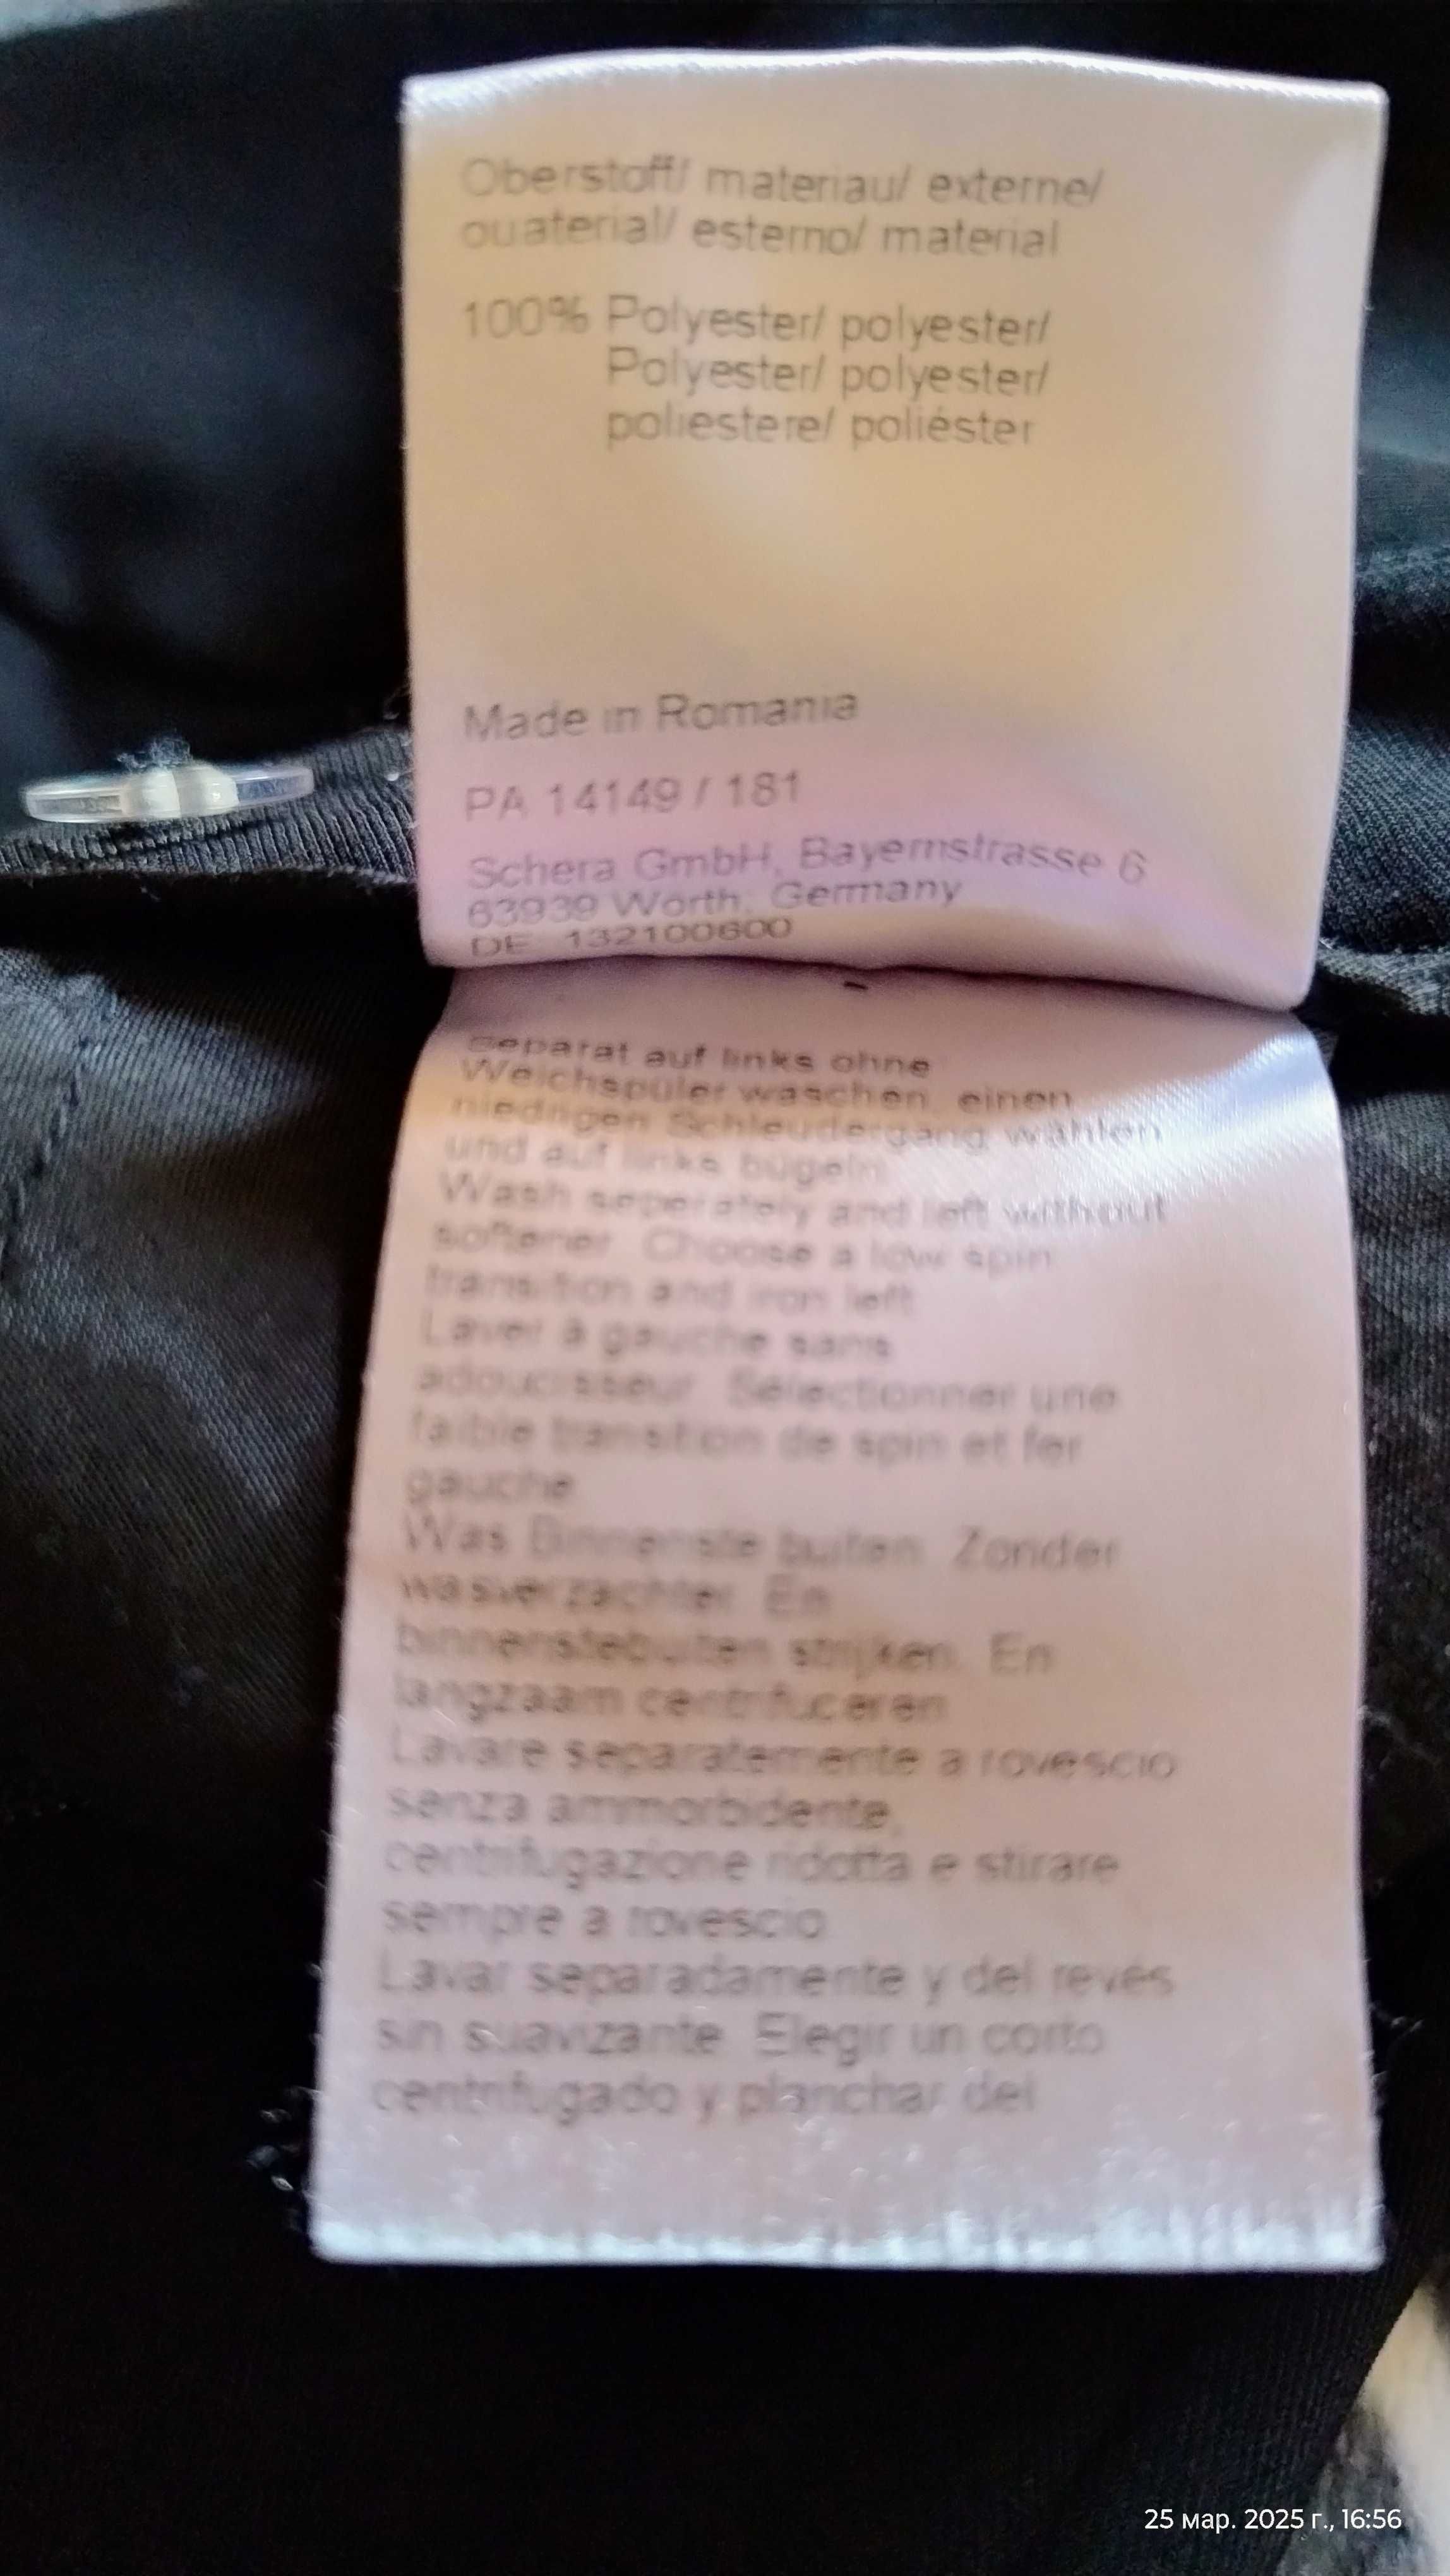 Oberstoff/ materiau/ externe/
ouaterial/ esterno/ material
100% Polyester/ polyester/
Polyester/ polyester/
poliestere/ poliéster
Made in Romania
PA 14149 / 181
Schera GmbH, Bayernstrasse 6
63939 Wörth, Germany
DE 132100600
Separat auf links ohne
Weichspüler waschen, einen
niedrigen Schleudergang wählen
und auf links bügeln.
Wash seperately and left without
softener. Choose a low spin
transition and iron left
Laver à gauche sans
adoucisseur. Sélectionner une
faible transition de spin et fer
gauche
Was Binnenste buiten. Zonder
wasverzachter. En
binnenstebuiten strijken. En
langzaam centrifuceren
Lavare separatemente a rovescio
senza ammorbidente,
centrifugazione ridotta e stirare
sempre a rovescio
Lavar separadamente y del revés
sin suavizante. Elegir un corto
centrifugado y planchar del
25 мар. 2025 г., 16:56